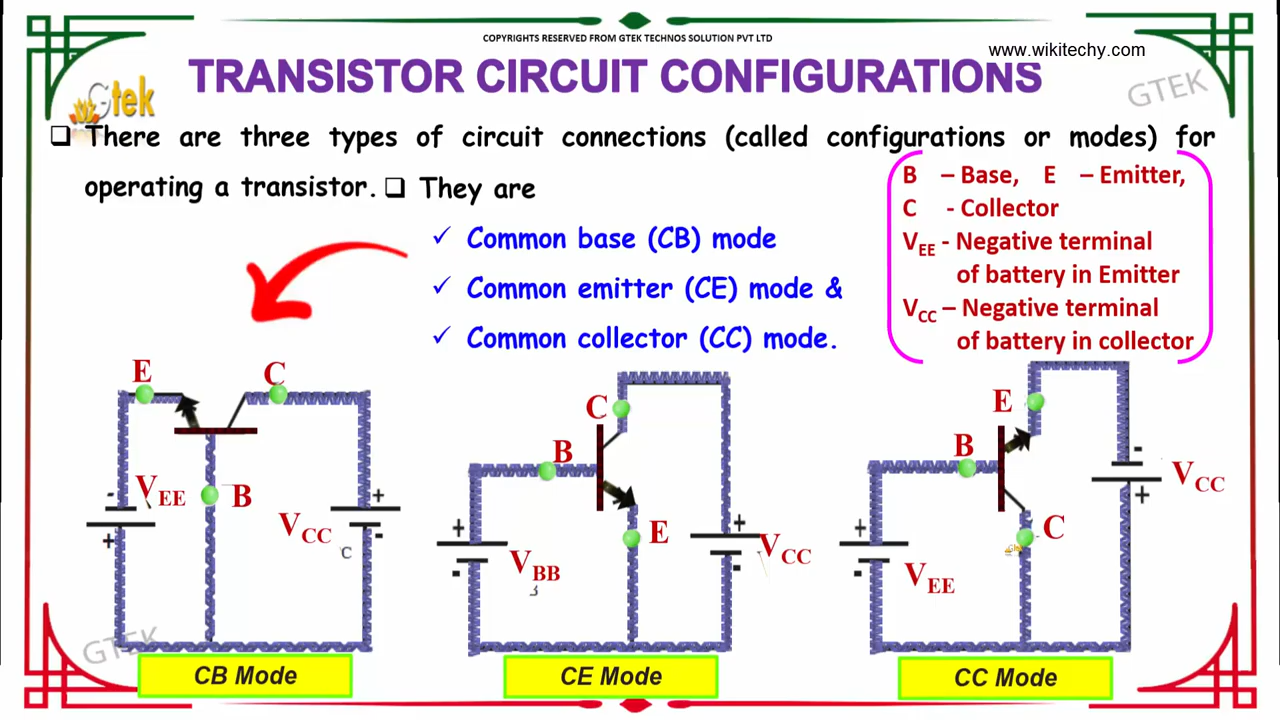 COPYRIGHTS RESERVED FROM GTEK TECHNOS SOLUTION PVT LTD
www.wikitechy.com
TRANSISTOR CIRCUIT CONFIGURATIONS
Gtek
GTEK
❑ There are three types of circuit connections (called configurations or modes) for
operating a transistor. ❑ They are
✓ Common base (CB) mode
✓ Common emitter (CE) mode &
✓ Common collector (CC) mode.
B – Base, E – Emitter,
C - Collector
VEE - Negative terminal
of battery in Emitter
VCC – Negative terminal
of battery in collector
E
C
-
VEE
B
+
VCC
+
-
C
C
B
E
+
-
VBB
+
-
VCC
E
B
C
-
+
VCC
+
-
VEE
GTEK
GTEK
CB Mode
CE Mode
CC Mode